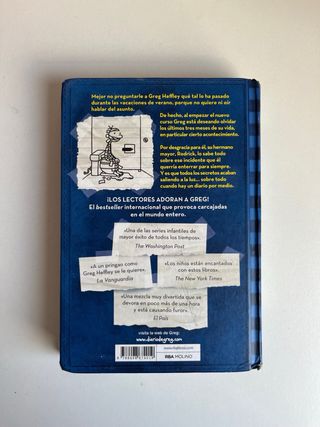 Mejor no preguntarle a Greg Heffley qué tal lo ha pasado
durante las vacaciones de verano, porque no quiere ni oír
hablar del asunto.
De hecho, al empezar el nuevo
curso Greg está deseando olvidar
los últimos tres meses de su vida,
en particular cierto acontecimiento.
Por desgracia para él, su hermano
mayor, Rodrick, lo sabe todo
sobre ese incidente que él
querría enterrar para siempre.
Y es que todos los secretos acaban
saliendo a la luz... sobre todo
cuando hay un diario por medio.
¡LOS LECTORES ADORAN A GREG!
El bestseller internacional que provoca carcajadas
en el mundo entero.
«Una de las series infantiles de
mayor éxito de todos los tiempos».
The Washington Post
«A un pringao como
Greg Heffley se le quiere».
La Vanguardia
«Los niños están encantados
con estos libros».
The New York Times
«Una mezcla muy divertida que se
devora en poco más de una hora
y está causando furor».
El País
visita la web de Greg:
www.diariodegreg.com
RBA MOLINO